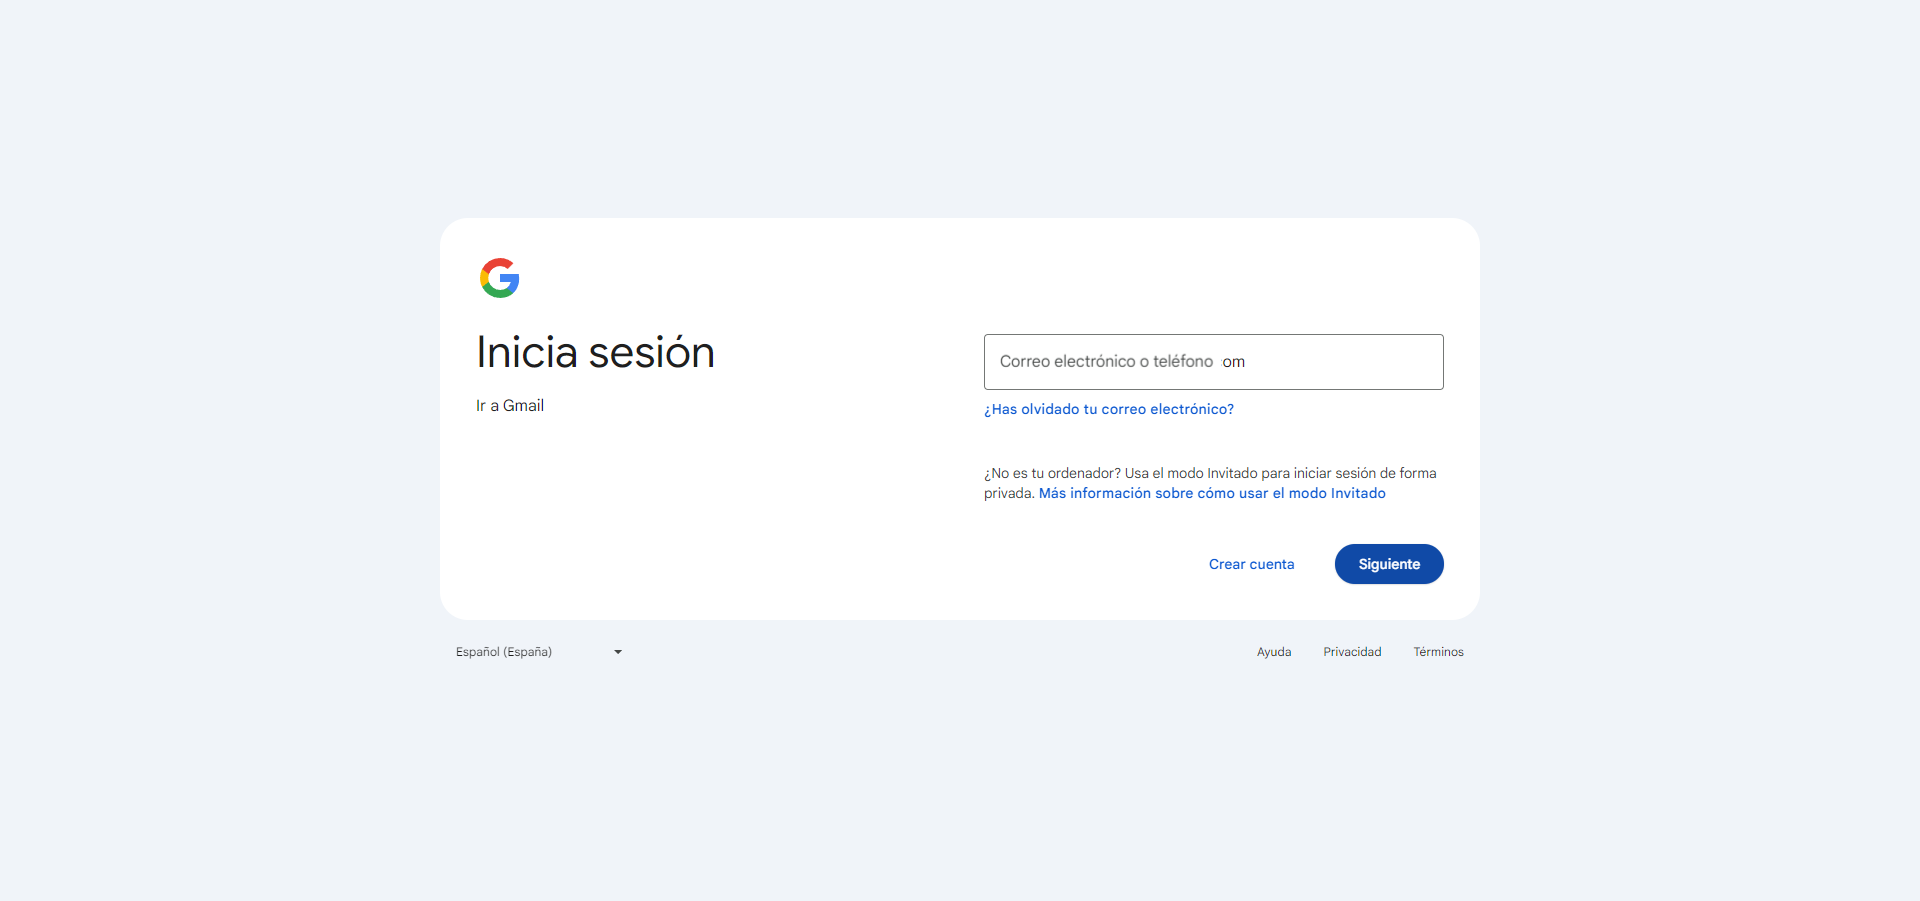 Inicia sesión
Ir a Gmail
Correo electrónico o teléfono om
¿Has olvidado tu correo electrónico?
¿No es tu ordenador? Usa el modo Invitado para iniciar sesión de forma
privada. Más información sobre cómo usar el modo Invitado
Crear cuenta
Siguiente
Español (España)
Ayuda
Privacidad
Términos